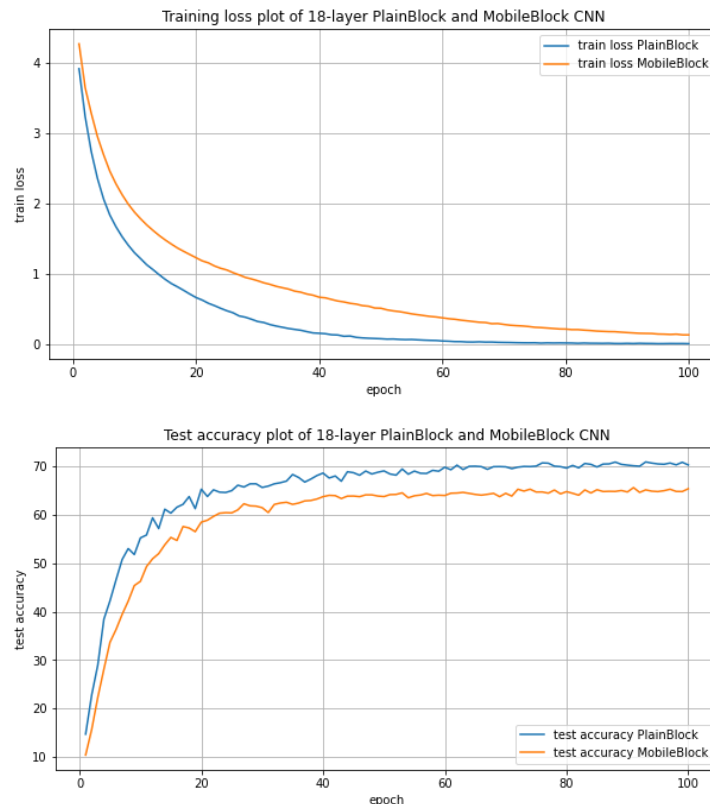 Training loss plot of 18-layer PlainBlock and MobileBlock CNN
train loss PlainBlock
train loss MobileBlock
4
3
2
1
0
train loss
0 20 40 60 80 100
epoch
Test accuracy plot of 18-layer PlainBlock and MobileBlock CNN
70
60
50
40
30
20
10
test accuracy
test accuracy PlainBlock
test accuracy MobileBlock
0 20 40 60 80 100
epoch